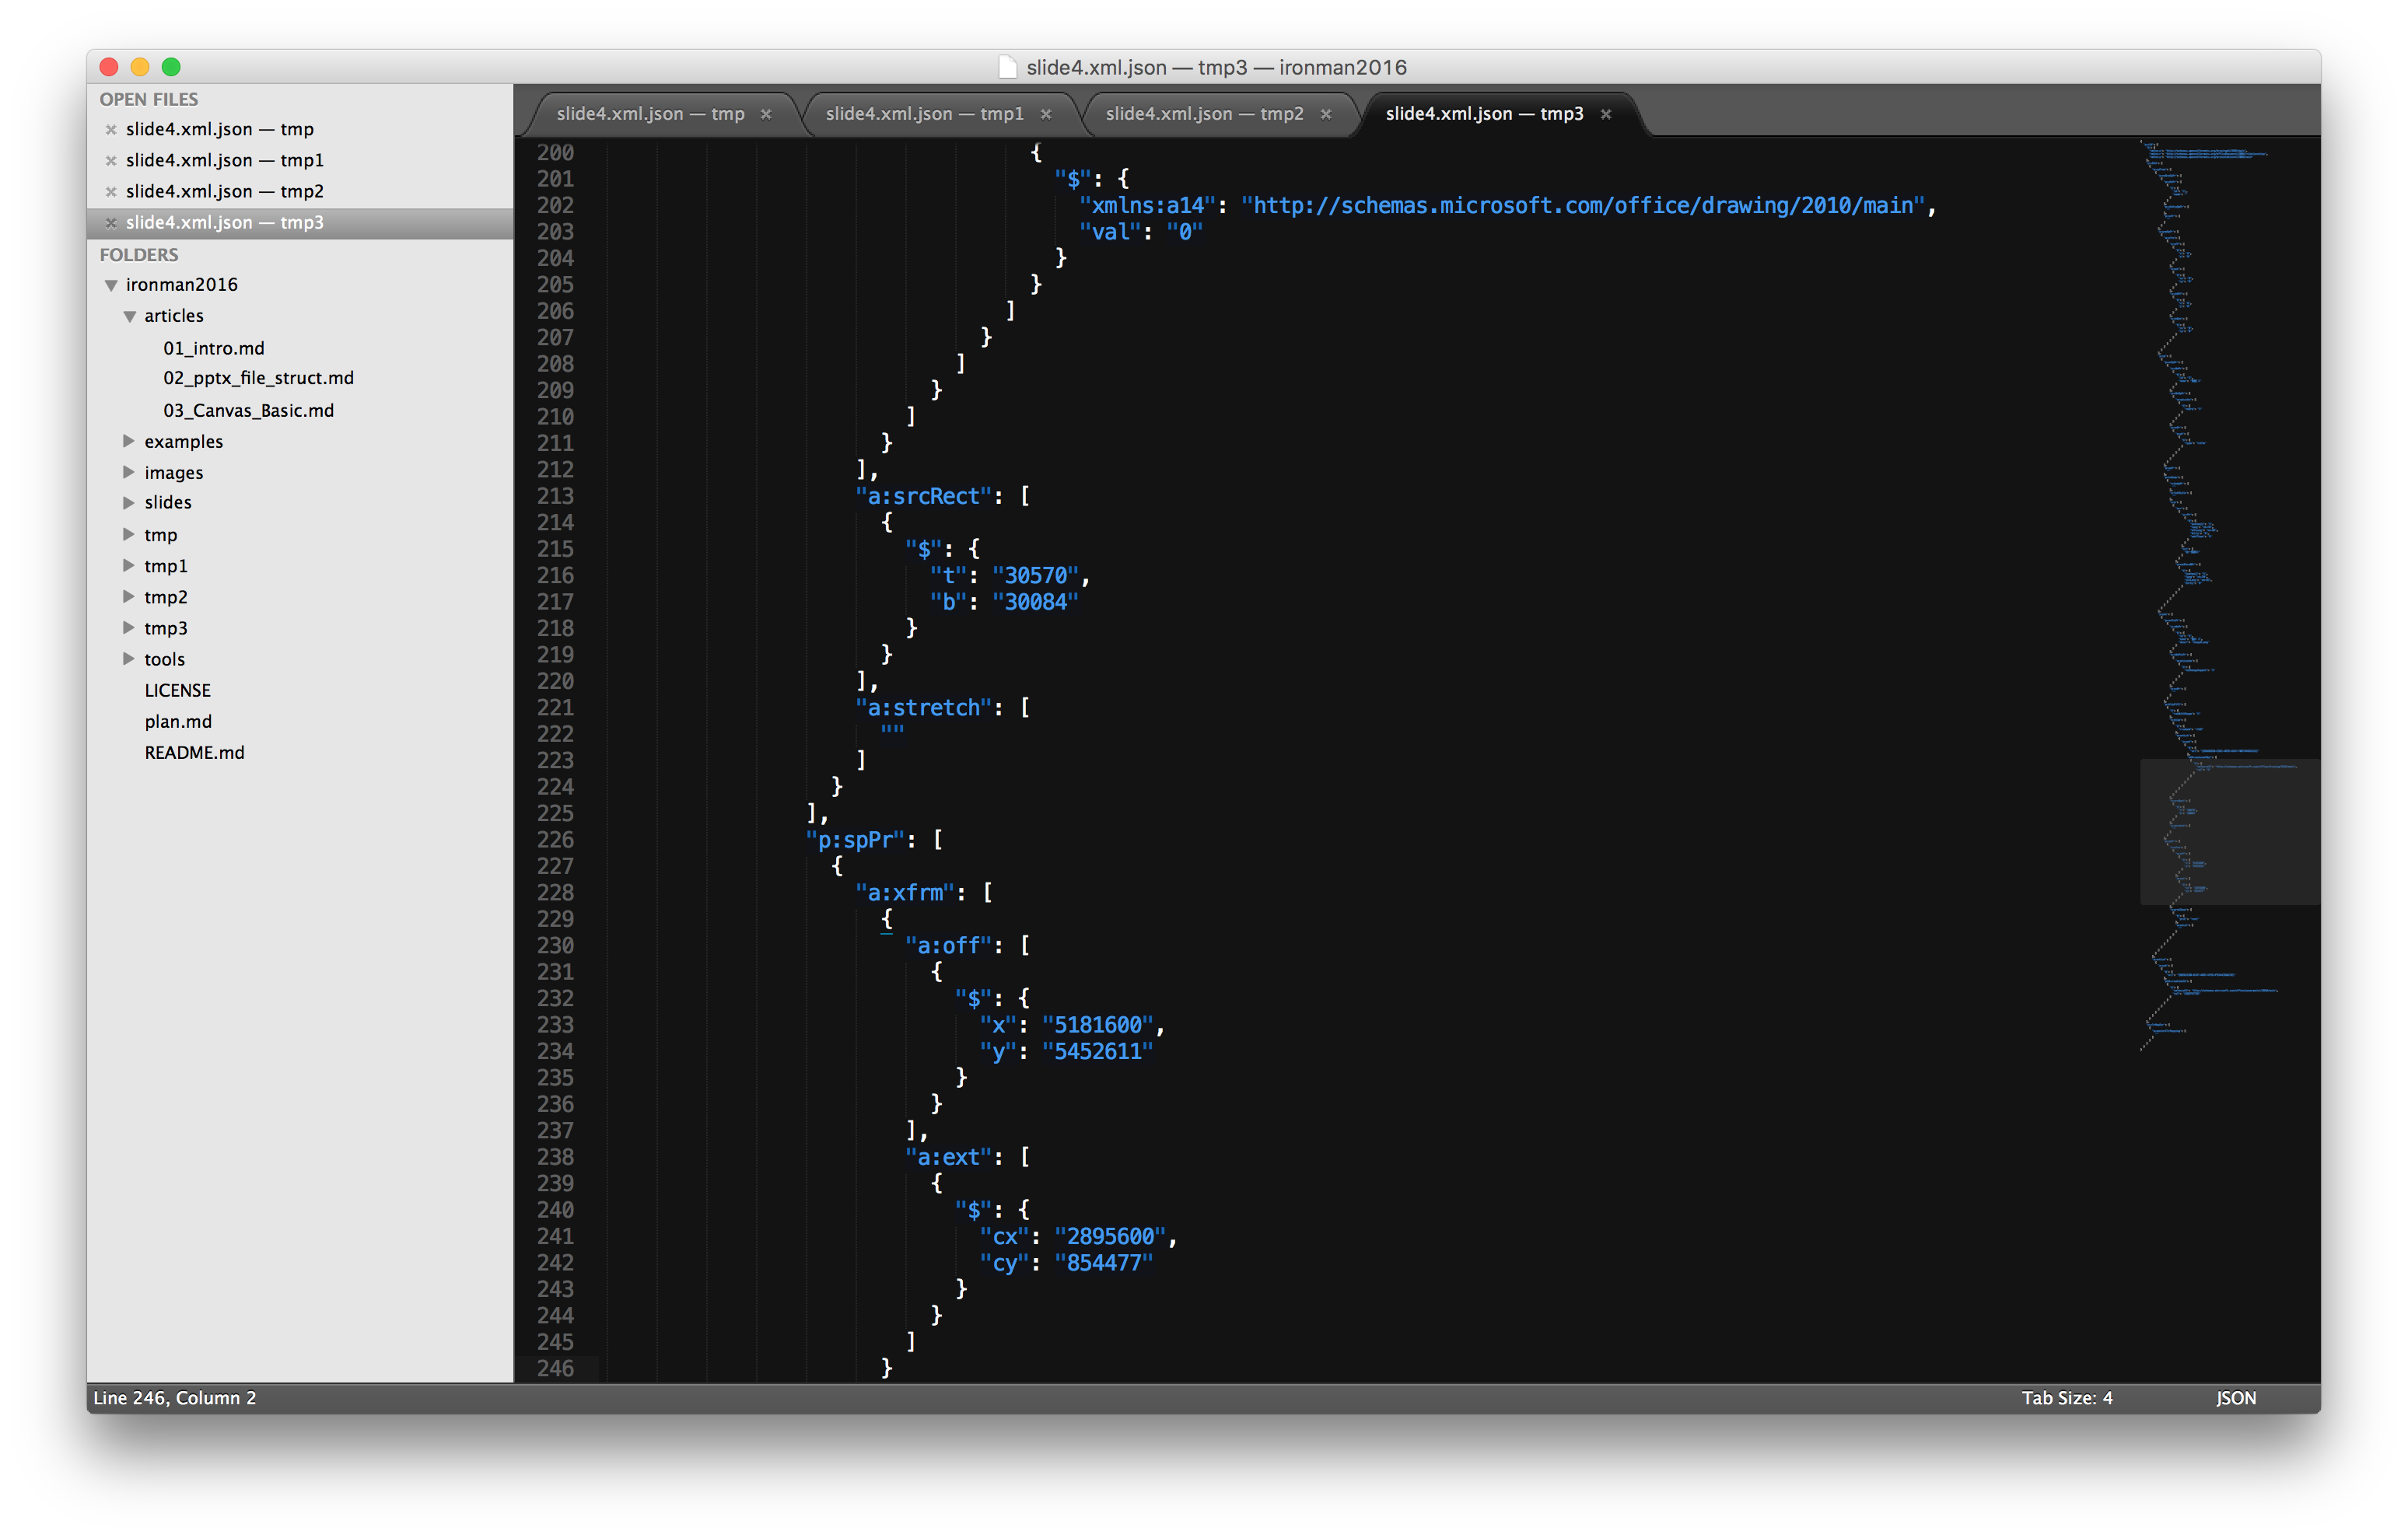 slide4.xml.json — tmp3 — ironman2016
OPEN FILES
slide4.xml.json — tmp
slide4.xml.json — tmp1
slide4.xml.json — tmp2
slide4.xml.json — tmp3
FOLDERS
ironman2016
articles
01_intro.md
02_pptx_file_struct.md
03_Canvas_Basic.md
examples
images
slides
tmp
tmp1
tmp2
tmp3
tools
LICENSE
plan.md
README.md
slide4.xml.json — tmp slide4.xml.json — tmp1 slide4.xml.json — tmp2 slide4.xml.json — tmp3
200 {
201 "$": {
202 "xmlns:a14": "http://schemas.microsoft.com/office/drawing/2010/main",
203 "val": "0"
204 }
205 }
206 ]
207 }
208 ]
209 }
210 ]
211 }
212 ],
213 "a:srcRect": [
214 {
215 "$": {
216 "t": "30570",
217 "b": "30084"
218 }
219 }
220 ],
221 "a:stretch": [
222 ""
223 ]
224 }
225 ],
226 "p:spPr": [
227 {
228 "a:xfrm": [
229 {
230 "a:off": [
231 {
232 "$": {
233 "x": "5181600",
234 "y": "5452611"
235 }
236 }
237 ],
238 "a:ext": [
239 {
240 "$": {
241 "cx": "2895600",
242 "cy": "854477"
243 }
244 }
245 ]
246 }
Line 246, Column 2
Tab Size: 4
JSON